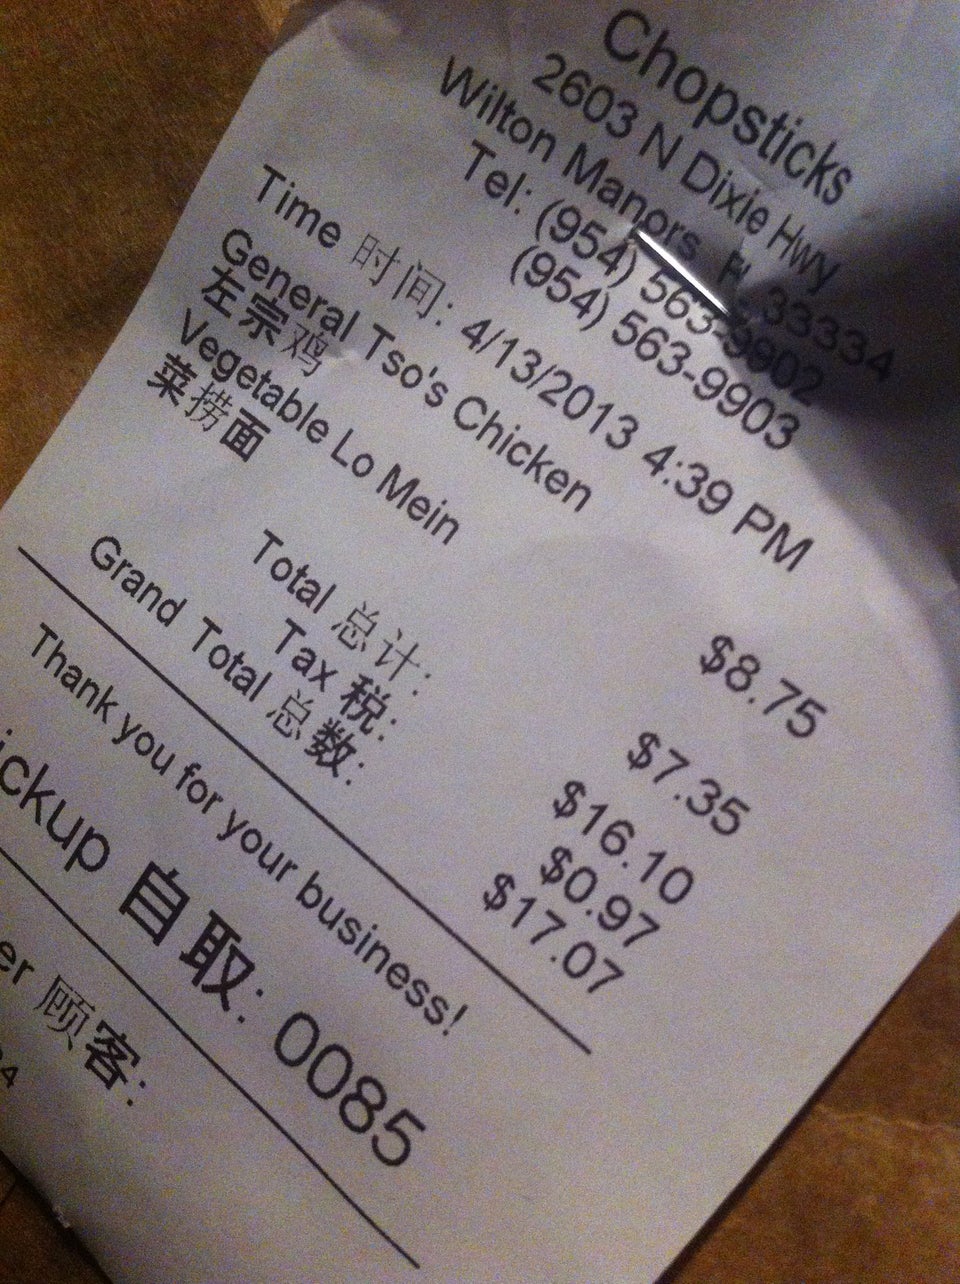 Chopsticks
2603 N Dixie Hwy
Wilton Manors, FL 33334
Tel: (954) 563-9902
(954) 563-9903
Time 时间: 4/13/2013 4:39 PM
General Tso's Chicken $8.75
左宗鸡
Vegetable Lo Mein $7.35
菜捞面
Total 总计: $16.10
Tax 税: $0.97
Grand Total 总数: $17.07
Thank you for your business!
ickup 自取: 0085
er 顾客: